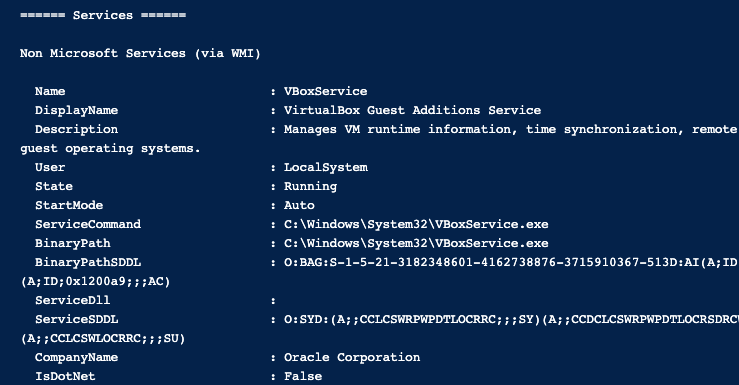 ====== Services ======
Non Microsoft Services (via WMI)
Name : VBoxService
DisplayName : VirtualBox Guest Additions Service
Description : Manages VM runtime information, time synchronization, remote
guest operating systems.
User : LocalSystem
State : Running
StartMode : Auto
ServiceCommand : C:\Windows\System32\VBoxService.exe
BinaryPath : C:\Windows\System32\VBoxService.exe
BinaryPathSDDL : O:BAG:S-1-5-21-3182348601-4162738876-3715910367-513D:AI(A;ID
(A;ID;0x1200a9;;;AC)
ServiceDll :
ServiceSDDL : O:SYD:(A;;CCLCSWRPWPDTLOCRRC;;;SY)(A;;CCDCLCSWRPWPDTLOCRSDRCW
(A;;CCLCSWLOCRRC;;;SU)
CompanyName : Oracle Corporation
IsDotNet : False